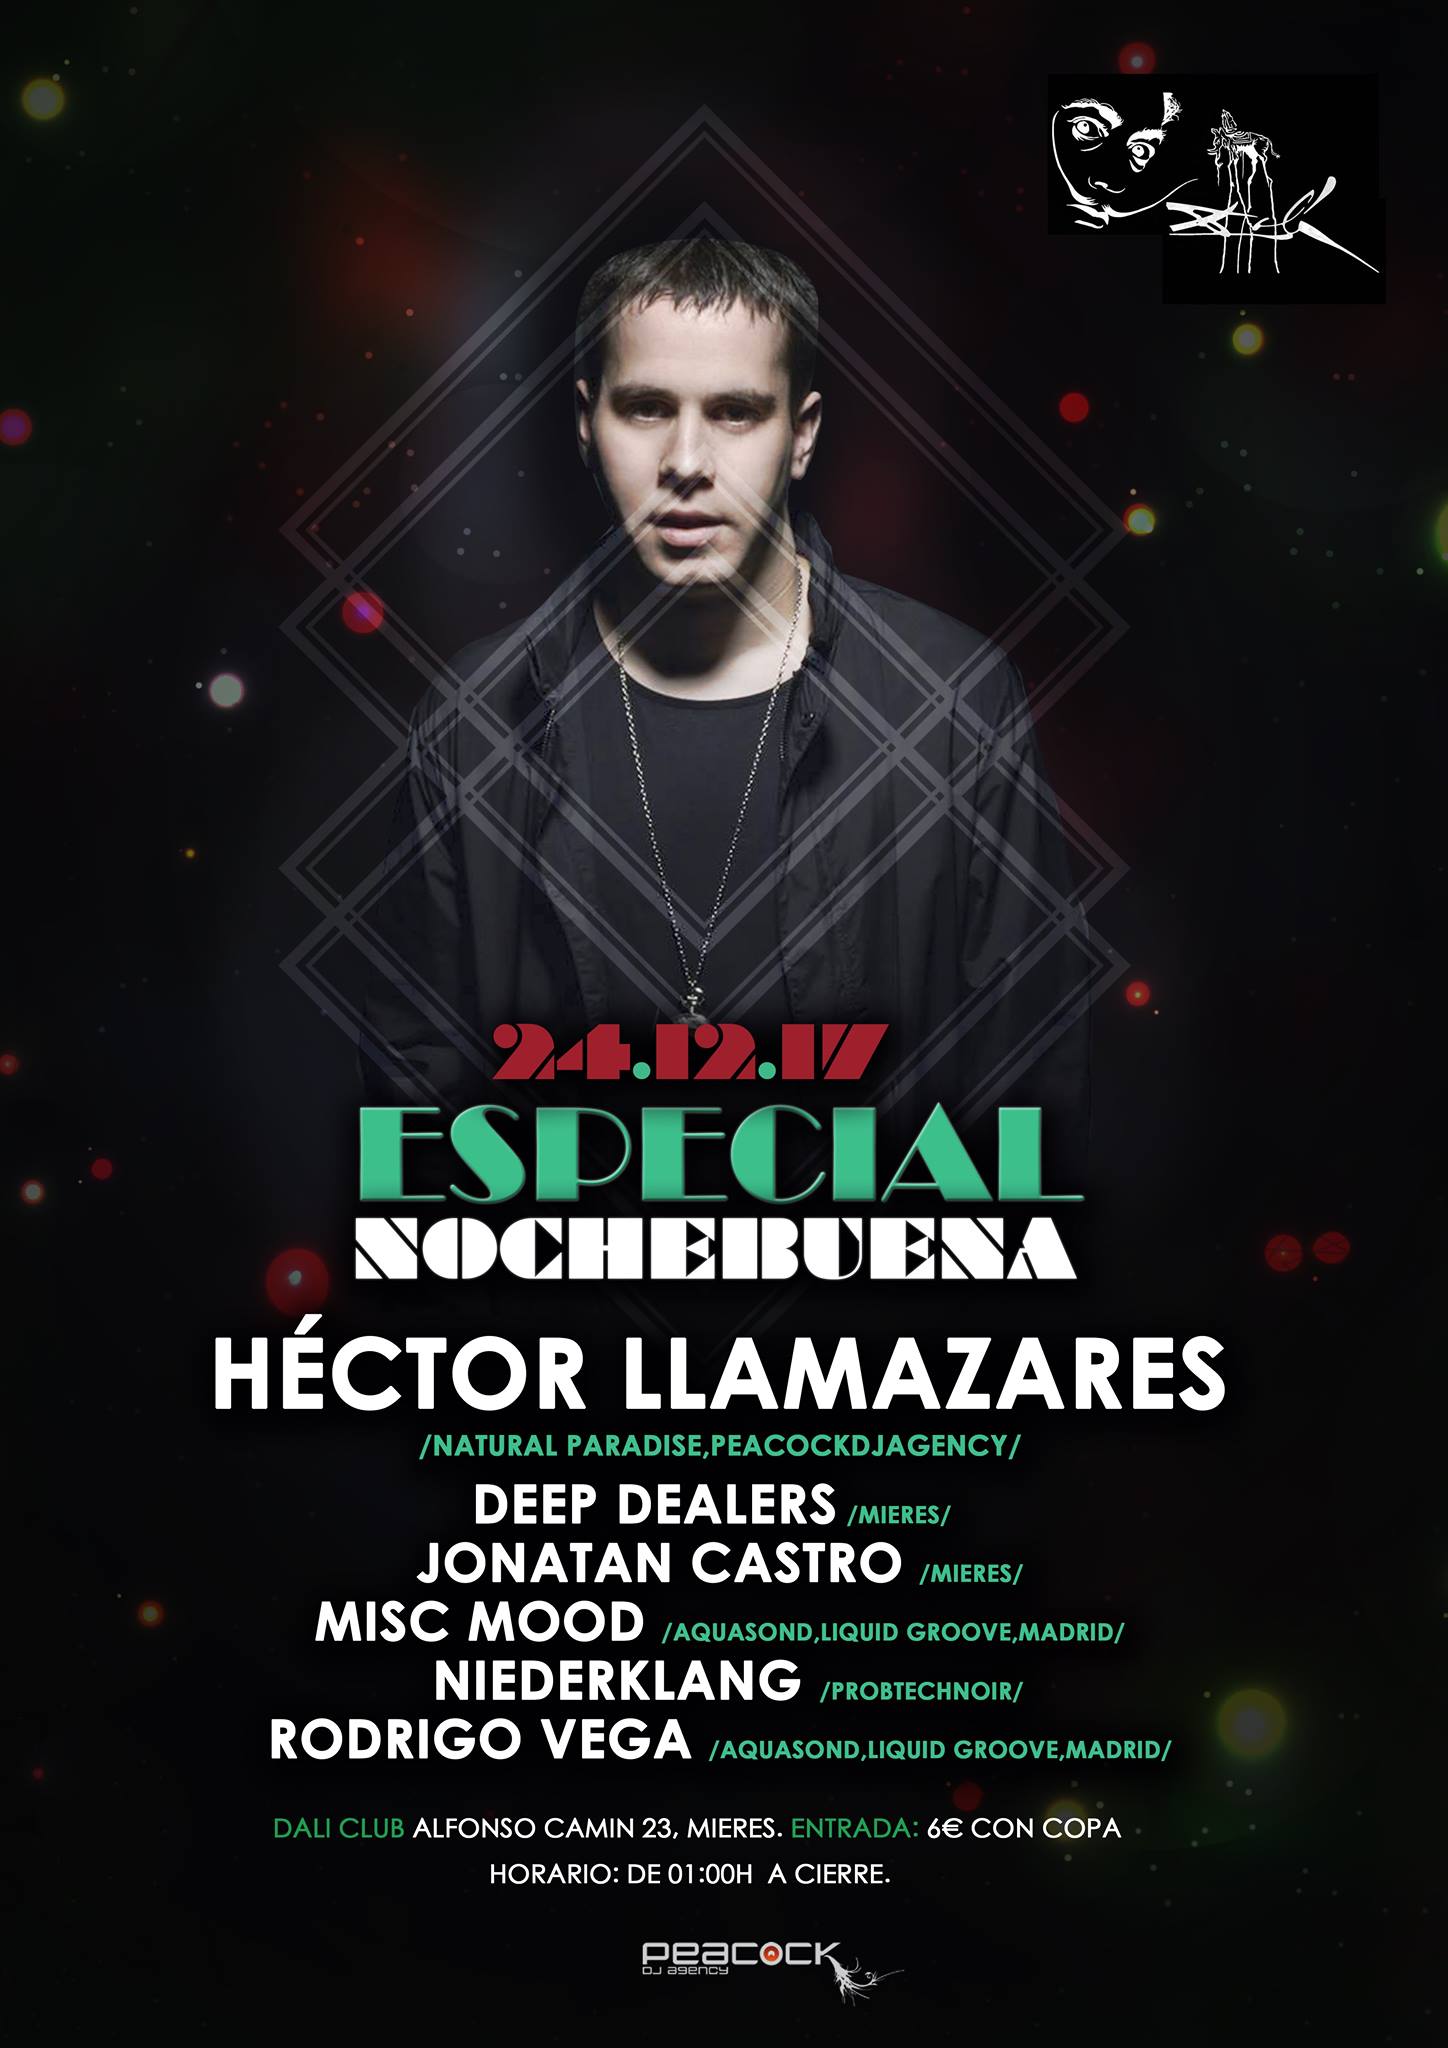 Dalí
24.12.17
ESPECIAL
NOCHEBUENA
HÉCTOR LLAMAZARES
/NATURAL PARADISE,PEACOCKDJAGENCY/
DEEP DEALERS /MIERES/
JONATAN CASTRO /MIERES/
MISC MOOD /AQUASOND,LIQUID GROOVE,MADRID/
NIEDERKLANG /PROBTECHNOIR/
RODRIGO VEGA /AQUASOND,LIQUID GROOVE,MADRID/
DALI CLUB ALFONSO CAMIN 23, MIERES. ENTRADA: 6€ CON COPA
HORARIO: DE 01:00H A CIERRE.
PEACOCK
DJ AGENCY